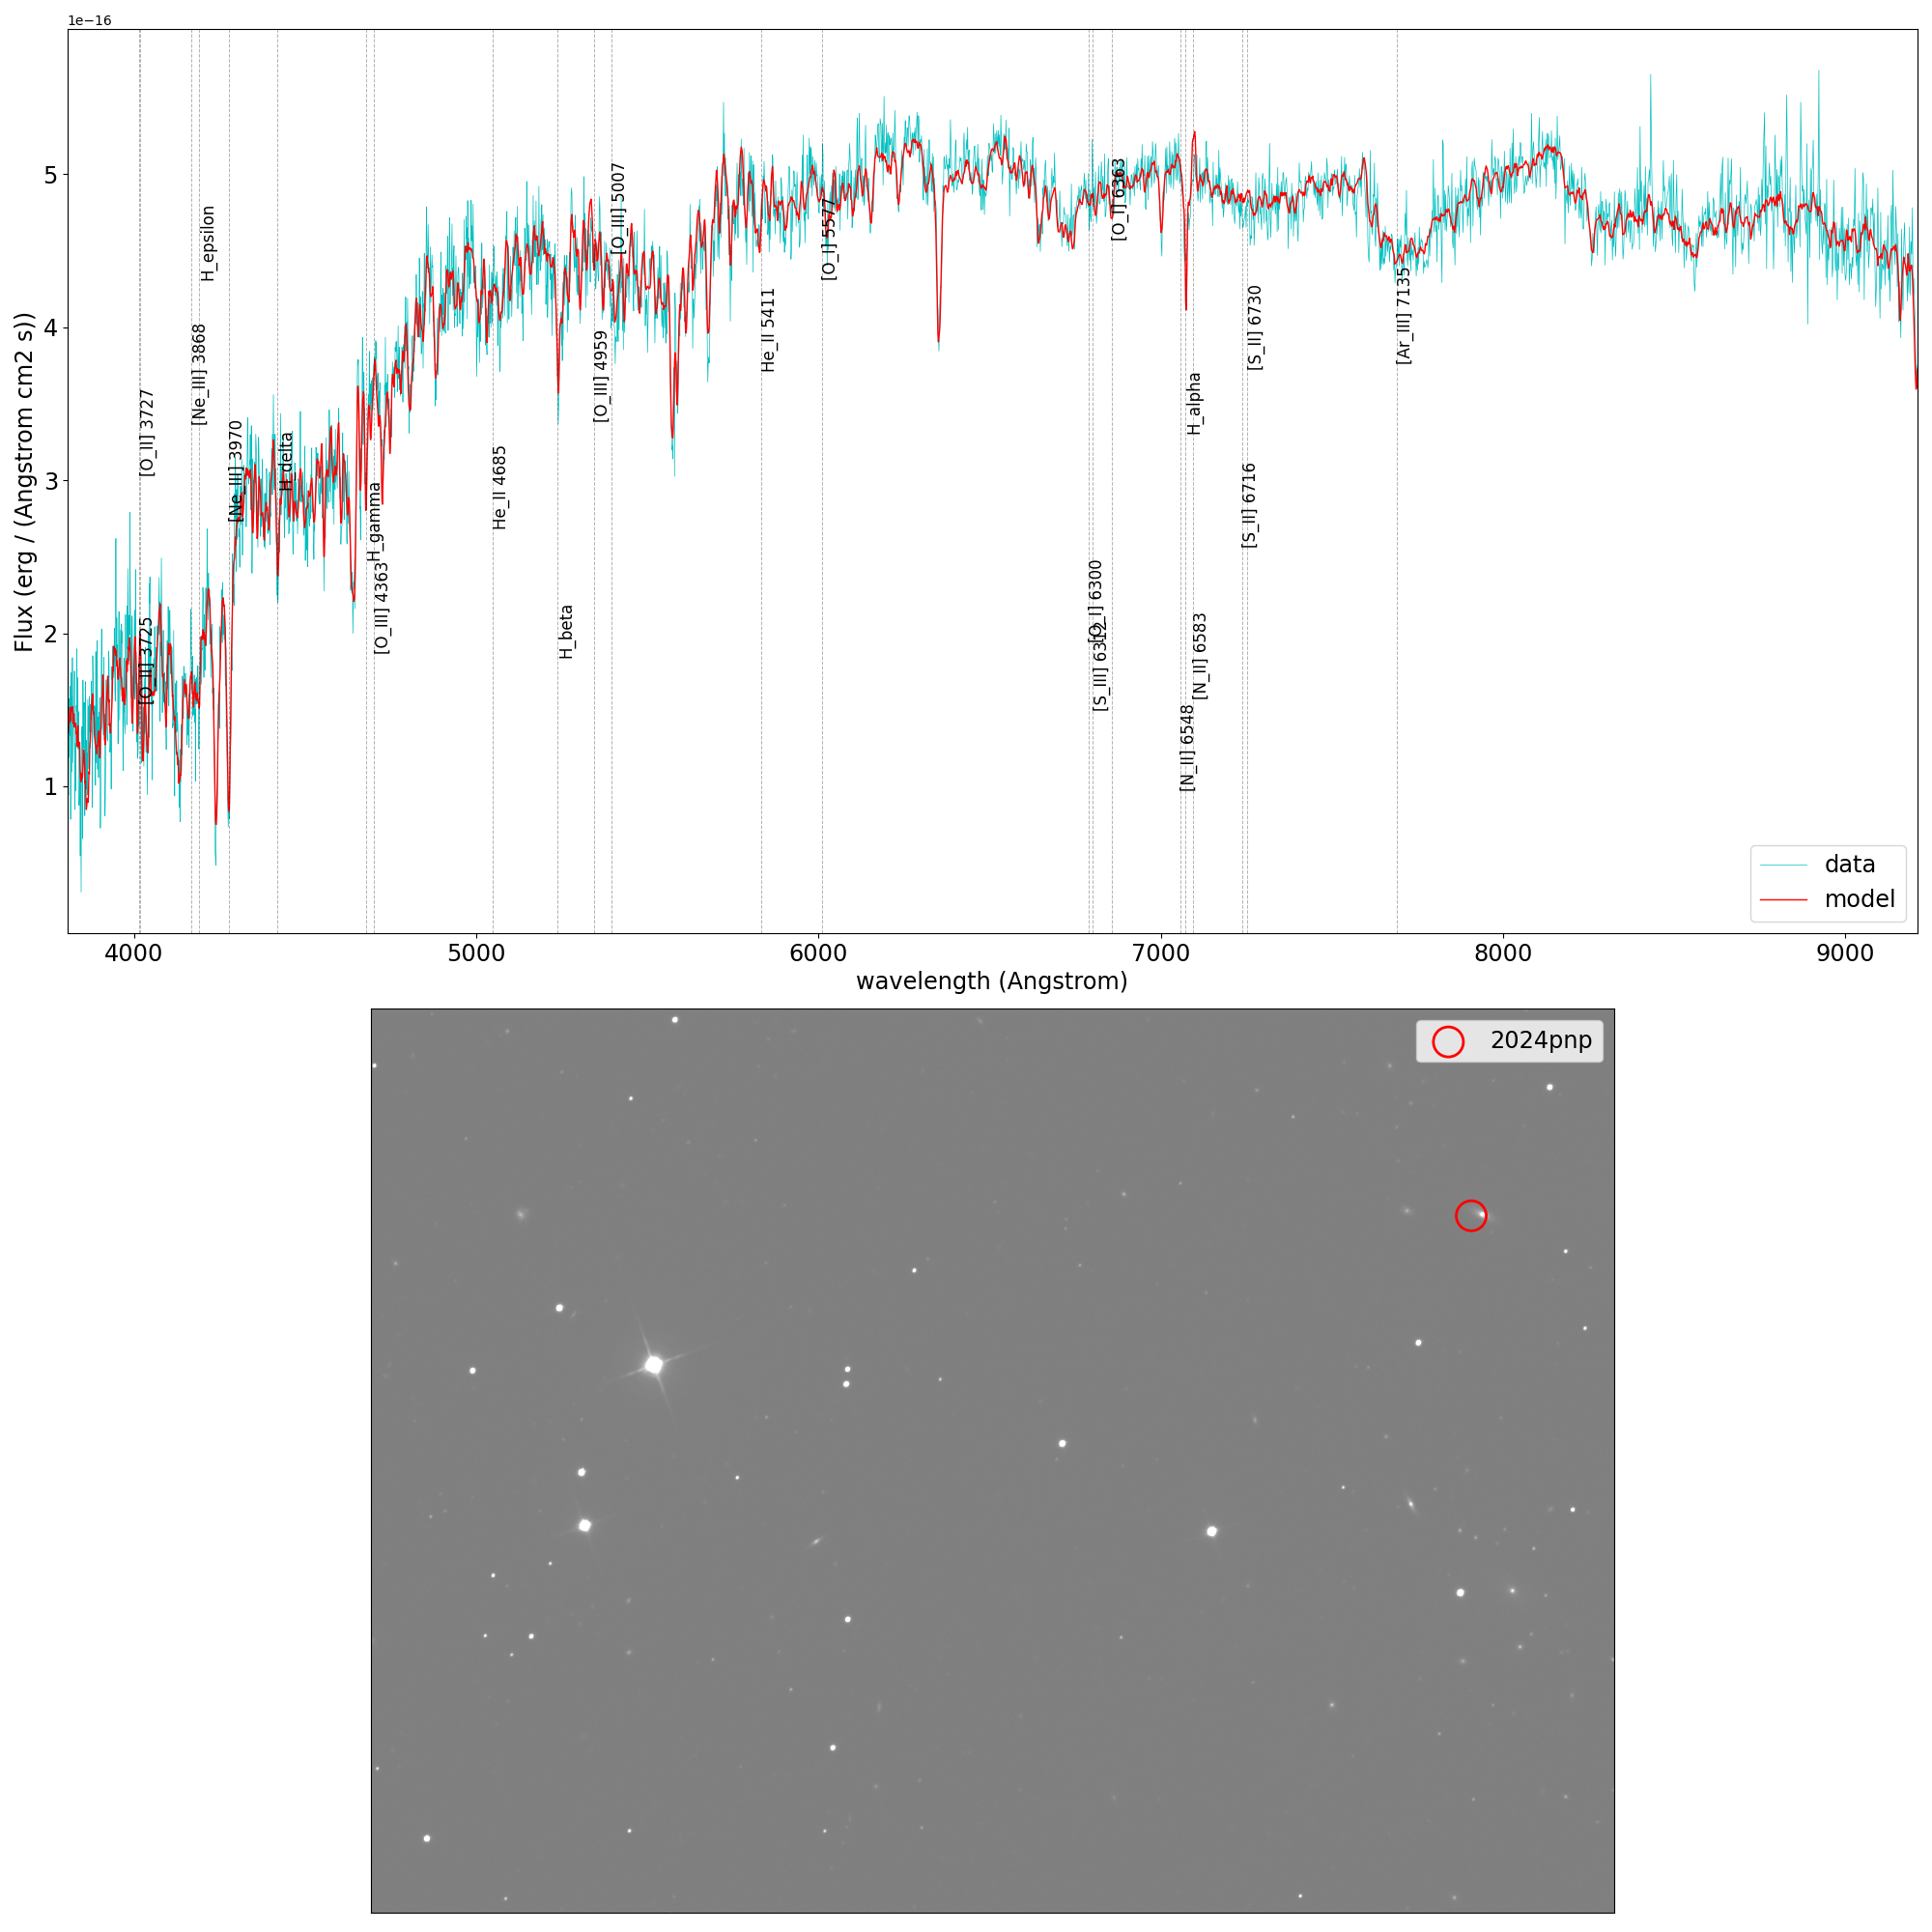 1e−16
Flux (erg / (Angstrom cm2 s))
5
4
3
2
1
[O_II] 3727
[O_II] 3725
[Ne_III] 3868
H_epsilon
[Ne_III] 3970
H_delta
H_gamma
[O_III] 4363
He_II 4685
H_beta
[O_III] 4959
[O_III] 5007
He_II 5411
[O_I] 5577
[O_I] 6300
[S_III] 6312
[O_I] 6363
[N_II] 6548
H_alpha
[N_II] 6583
[S_II] 6716
[S_II] 6730
[Ar_III] 7135
data
model
4000 5000 6000 7000 8000 9000
wavelength (Angstrom)
2024pnp